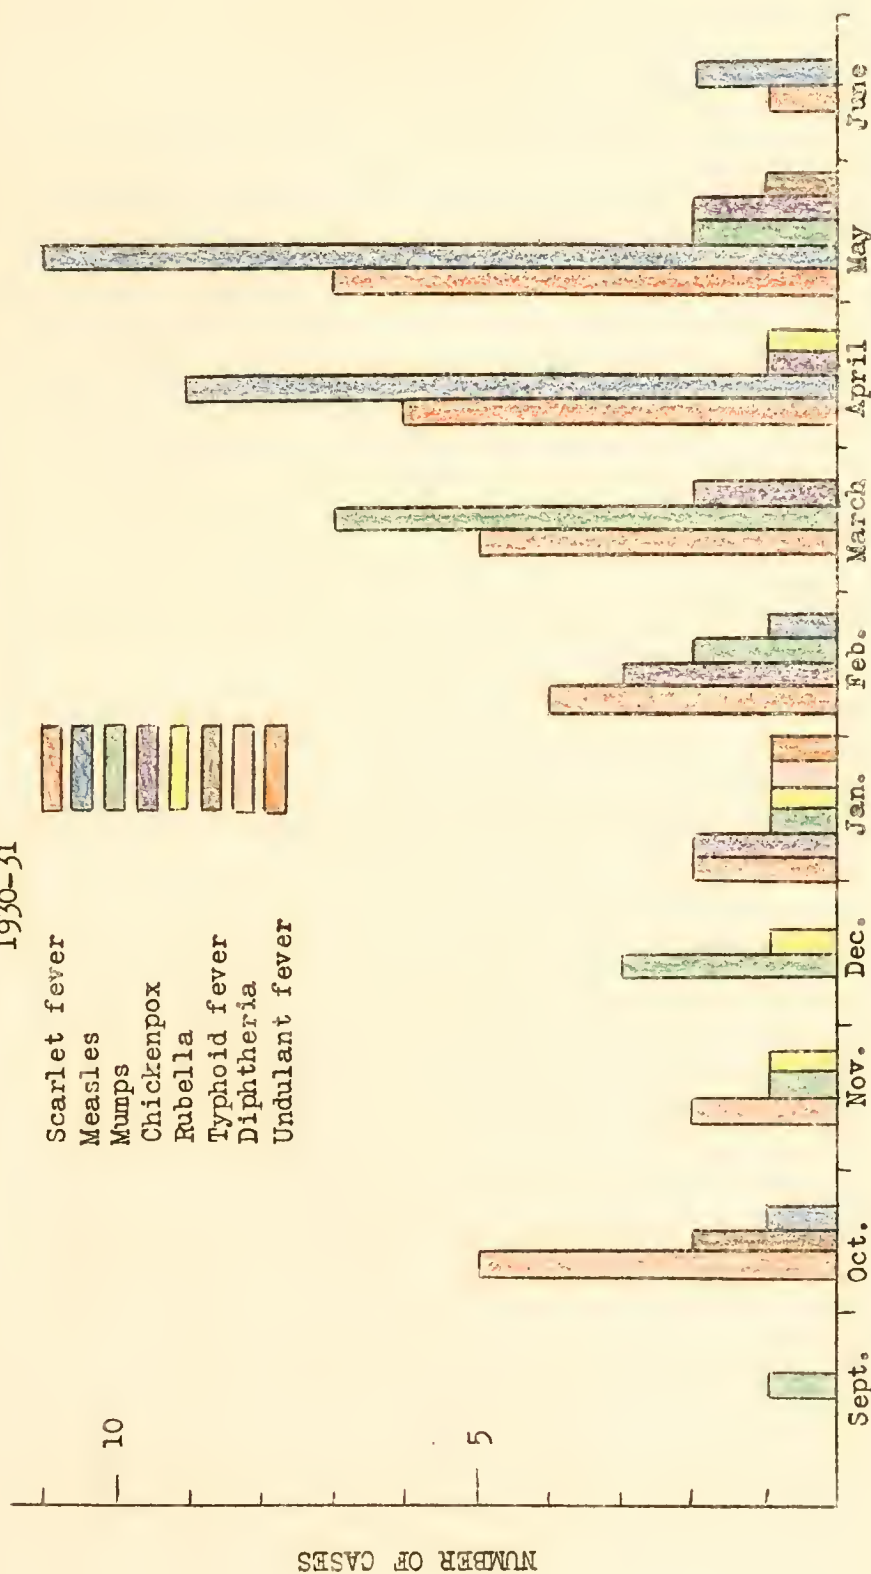 1930-31
Scarlet fever
Measles
Mumps
Chickenpox
Rubella
Typhoid fever
Diphtheria
Undulant fever
NUMBER OF CASES
10
5
Sept.
Oct.
Nov.
Dec.
Jan.
Feb.
March
April
May
June